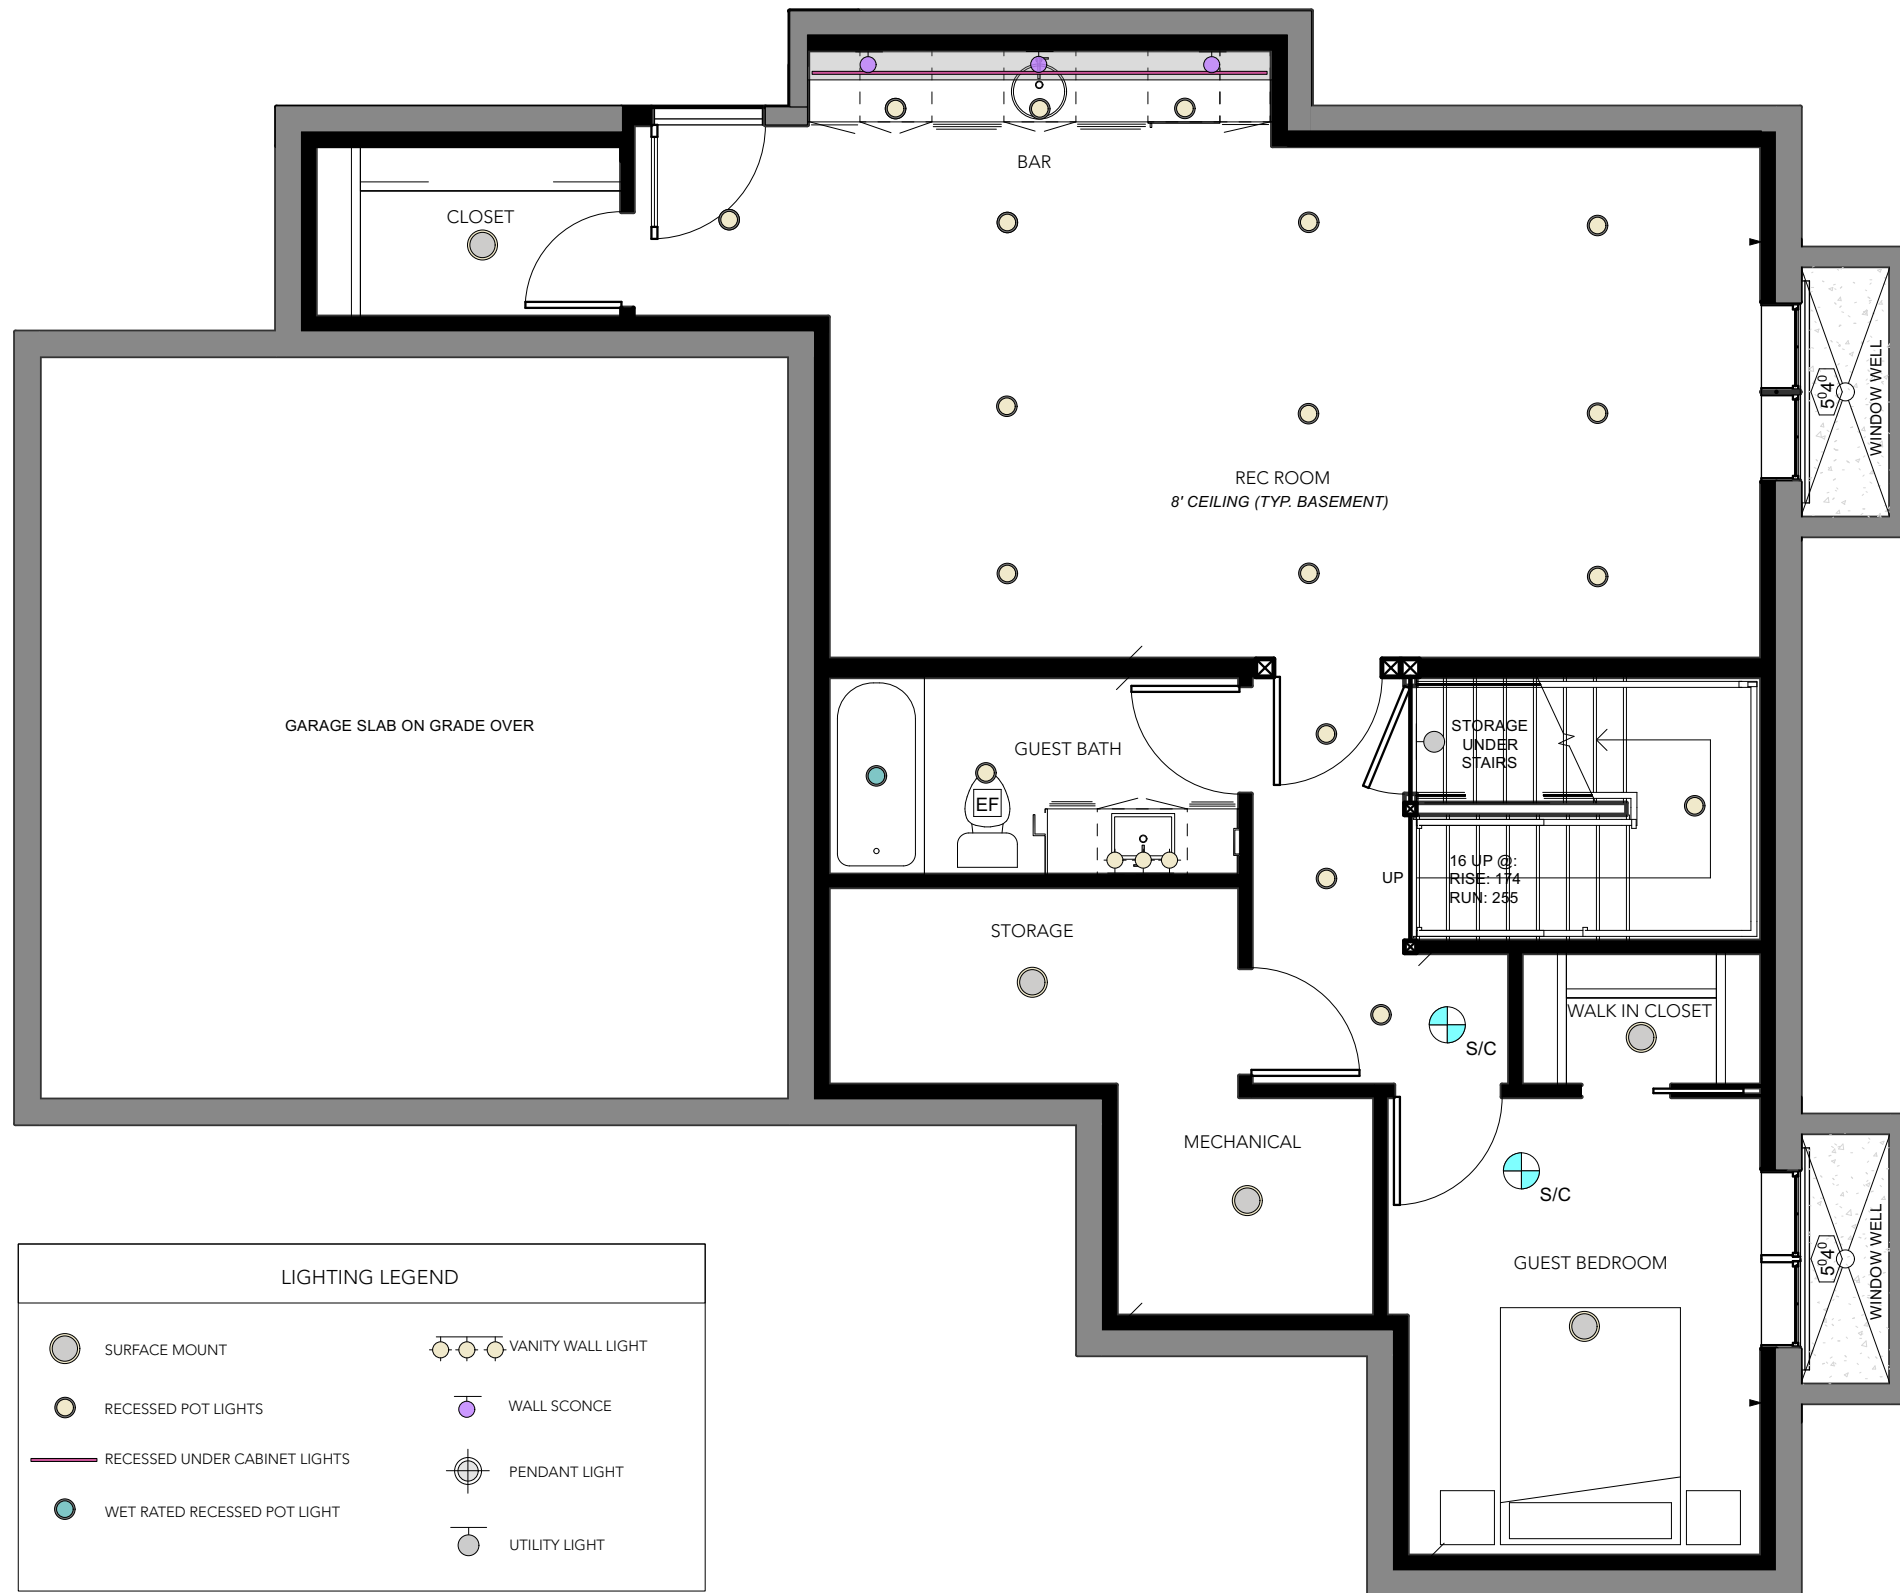 BAR
CLOSET
WINDOW WELL
5⁰4⁰
REC ROOM
8' CEILING (TYP. BASEMENT)
GARAGE SLAB ON GRADE OVER
GUEST BATH
EF
STORAGE
UNDER
STAIRS
UP
16 UP @:
RISE: 174
RUN: 255
STORAGE
WALK IN CLOSET
S/C
MECHANICAL
S/C
GUEST BEDROOM
WINDOW WELL
5⁰4⁰
LIGHTING LEGEND
SURFACE MOUNT
RECESSED POT LIGHTS
RECESSED UNDER CABINET LIGHTS
WET RATED RECESSED POT LIGHT
VANITY WALL LIGHT
WALL SCONCE
PENDANT LIGHT
UTILITY LIGHT